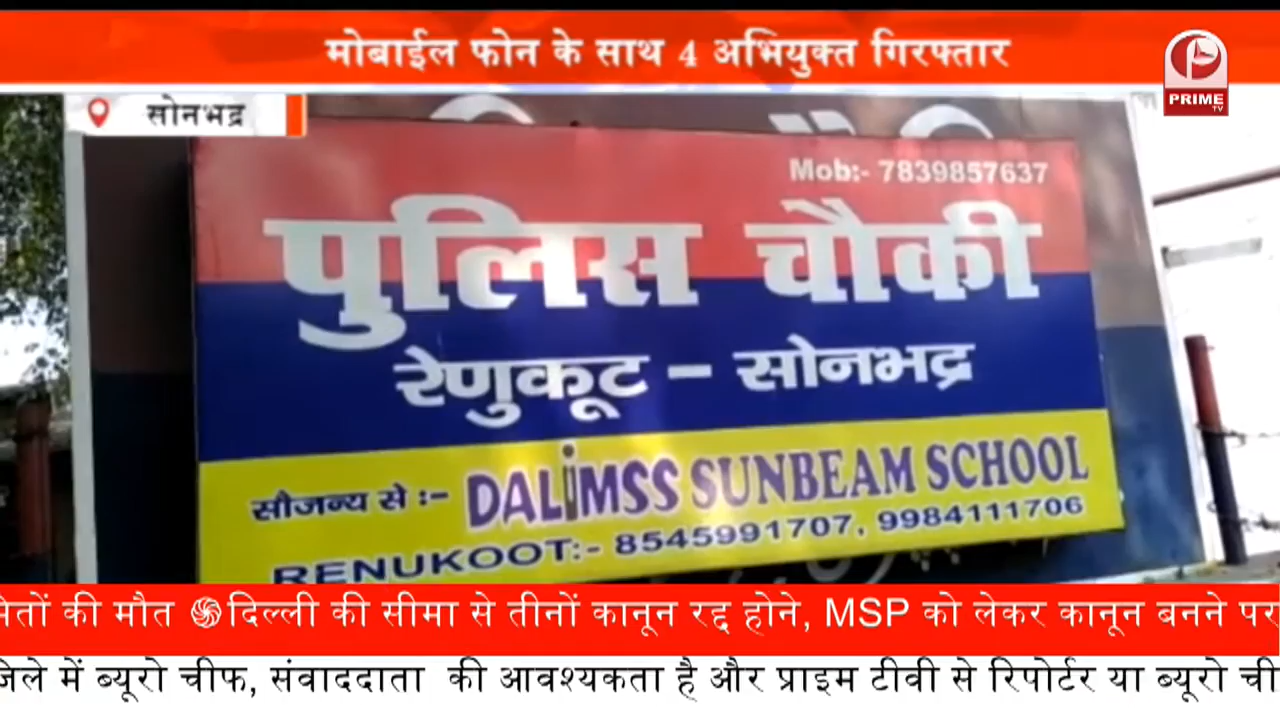 मोबाईल फोन के साथ 4 अभियुक्त गिरफ्तार
PRIME
TV
सोनभद्र
Mob:- 7839857637
पुलिस चौकी
रेणुकूट - सोनभद्र
सौजन्य से :- DALiMSS SUNBEAM SCHOOL
RENUKOOT:- 8545991707, 9984111706
की मौत दिल्ली की सीमा से तीनों कानून रद्द होने, MSP को लेकर कानून बनने पर
में ब्यूरो चीफ, संवाददाता की आवश्यकता है और प्राइम टीवी से रिपोर्टर या ब्यूरो ची